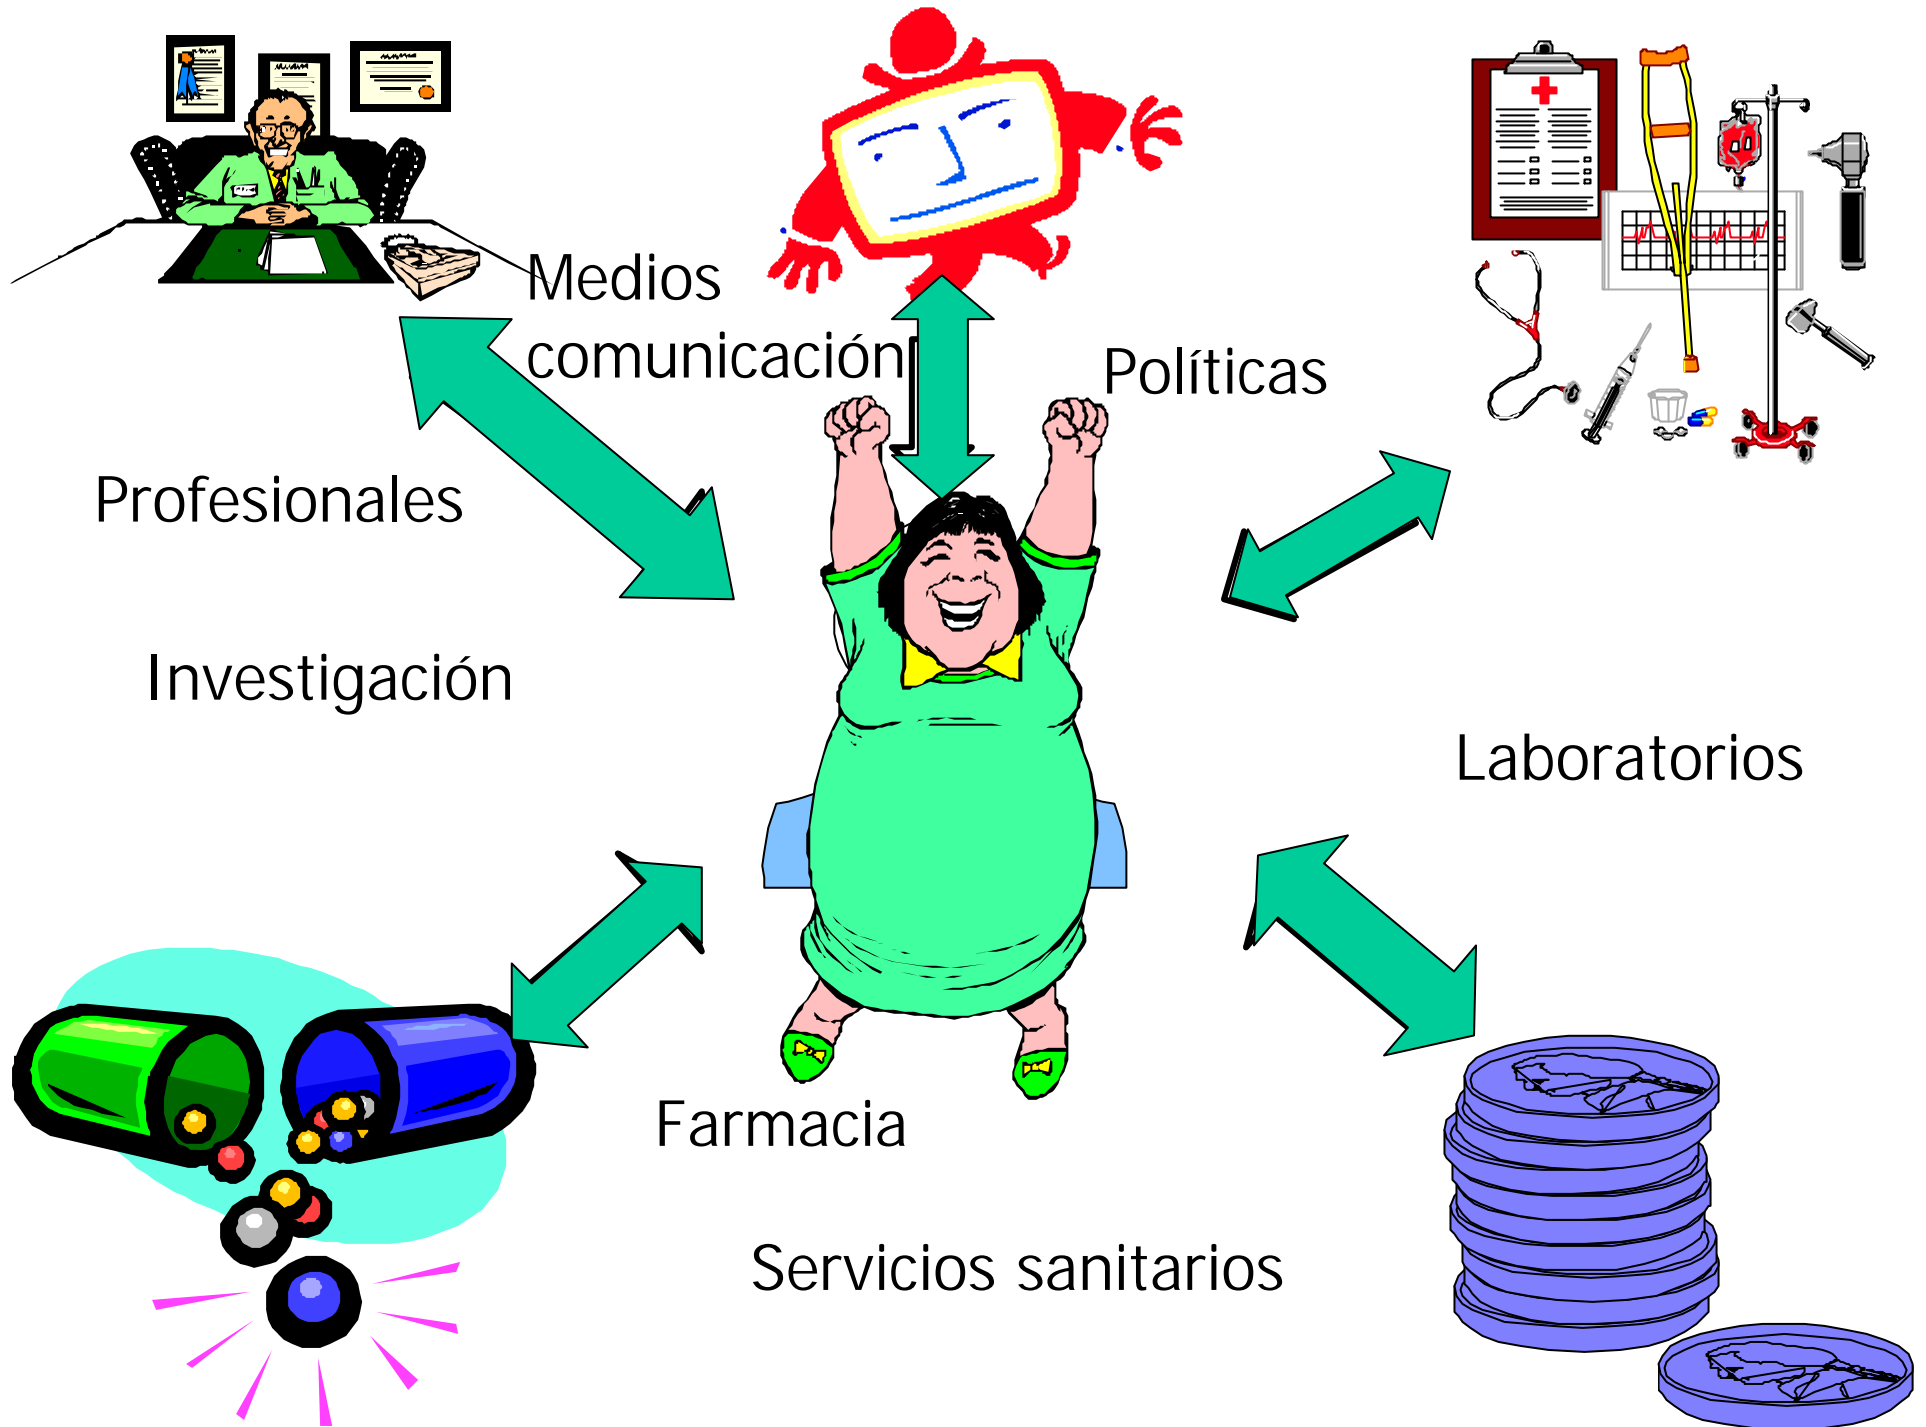 Medios
comunicación
Políticas
Profesionales
Investigación
Laboratorios
Farmacia
Servicios sanitarios